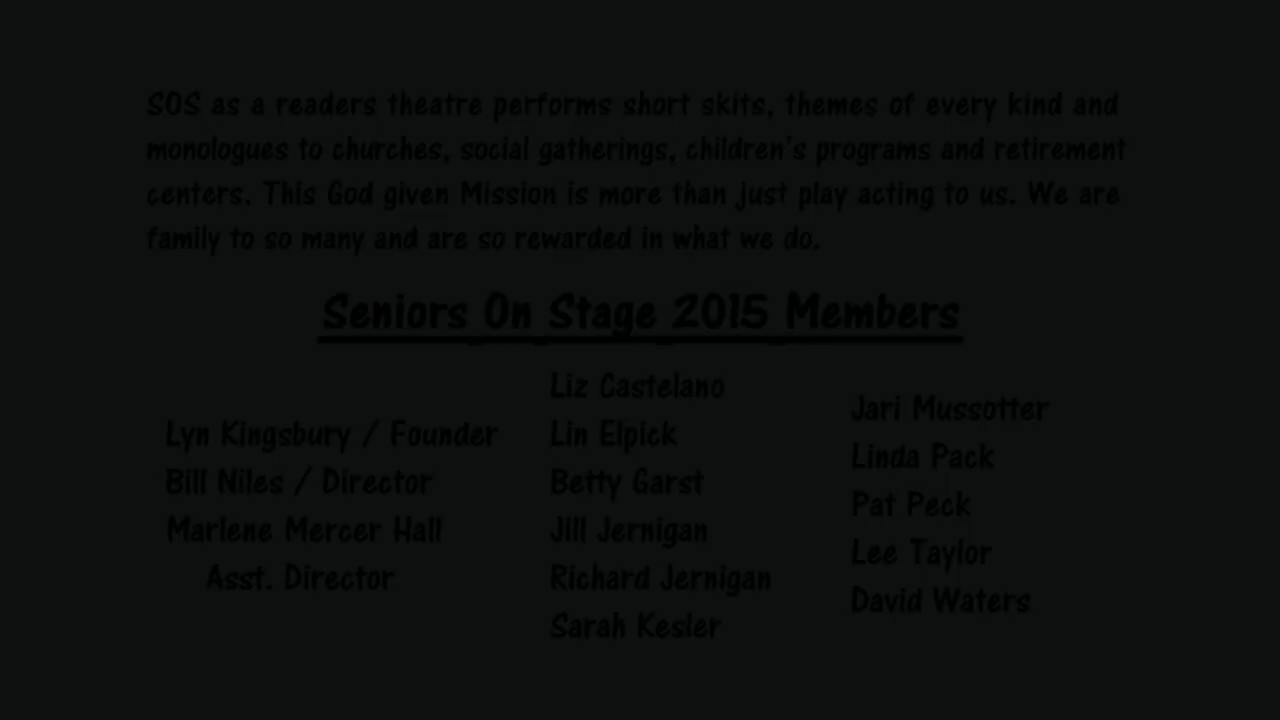 SOS as a readers theatre performs short skits, themes of every kind and
monologues to churches, social gatherings, children's programs and retirement
centers. This God given Mission is more than just play acting to us. We are
family to so many and are so rewarded in what we do.
Seniors On Stage 2015 Members
Lyn Kingsbury / Founder
Bill Niles / Director
Marlene Mercer Hall
Asst. Director
Liz Castelano
Lin Elpick
Betty Garst
Jill Jernigan
Richard Jernigan
Sarah Kesler
Jari Mussotter
Linda Pack
Pat Peck
Lee Taylor
David Waters